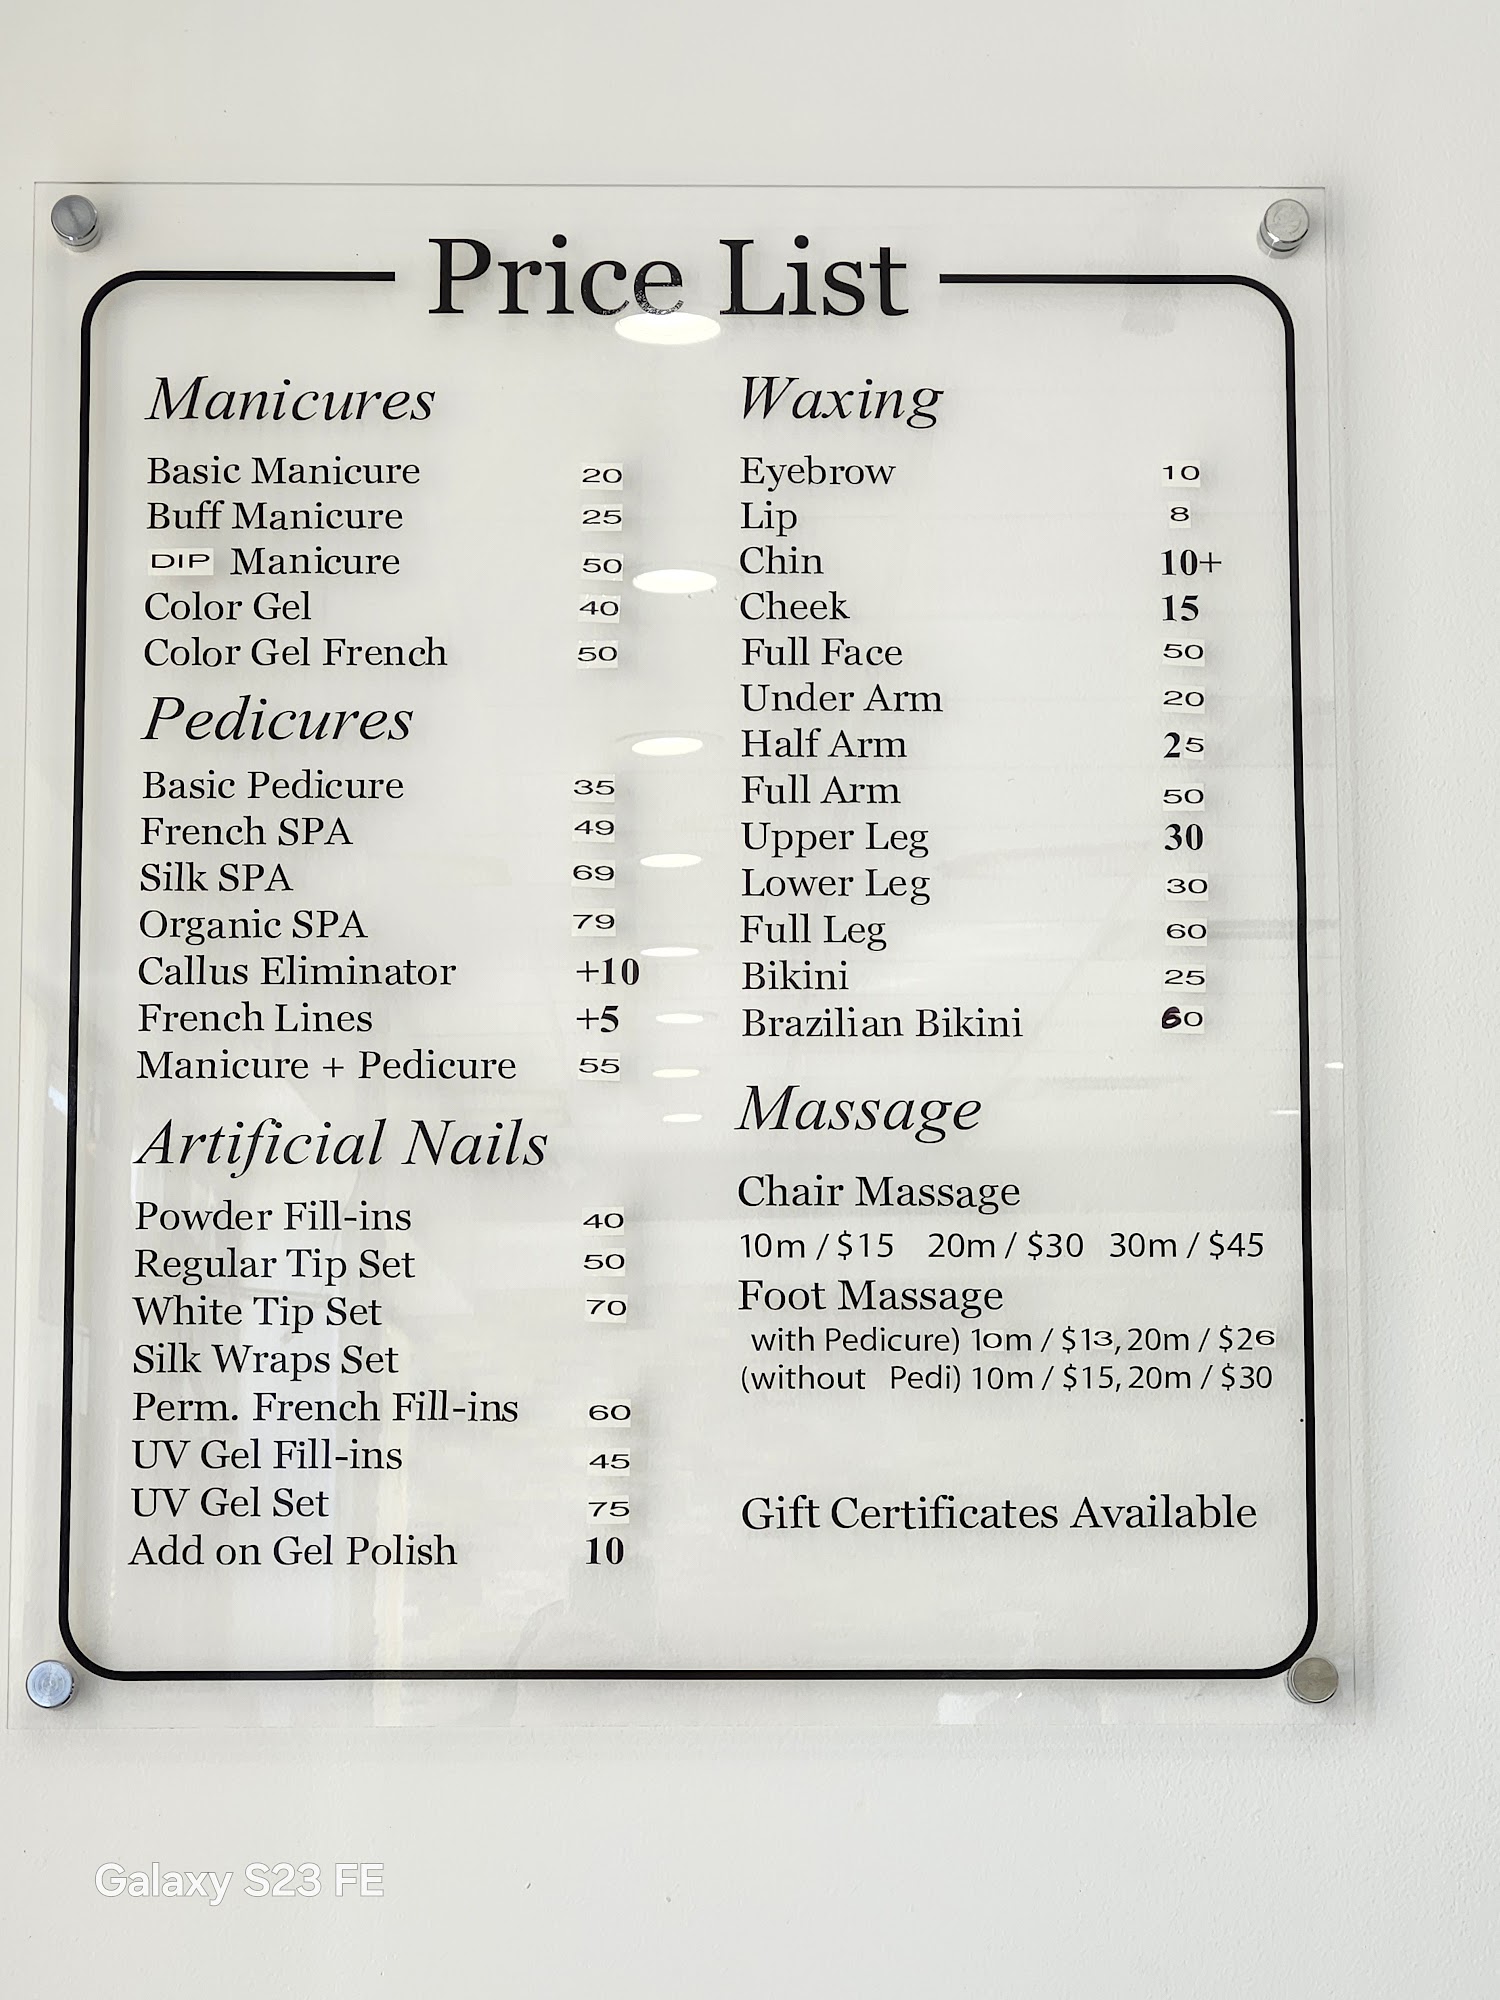 Price List
Manicures
Basic Manicure 20
Buff Manicure 25
DIP Manicure 50
Color Gel 40
Color Gel French 50
Pedicures
Basic Pedicure 35
French SPA 49
Silk SPA 69
Organic SPA 79
Callus Eliminator +10
French Lines +5
Manicure + Pedicure 55
Artificial Nails
Powder Fill-ins 40
Regular Tip Set 50
White Tip Set 70
Silk Wraps Set
Perm. French Fill-ins 60
UV Gel Fill-ins 45
UV Gel Set 75
Add on Gel Polish 10
Waxing
Eyebrow 10
Lip 8
Chin 10+
Cheek 15
Full Face 50
Under Arm 20
Half Arm 25
Full Arm 50
Upper Leg 30
Lower Leg 30
Full Leg 60
Bikini 25
Brazilian Bikini 60
Massage
Chair Massage
10m / $15 20m / $30 30m / $45
Foot Massage
with Pedicure) 10m / $13, 20m / $26
(without Pedi) 10m / $15, 20m / $30
Gift Certificates Available
Galaxy S23 FE